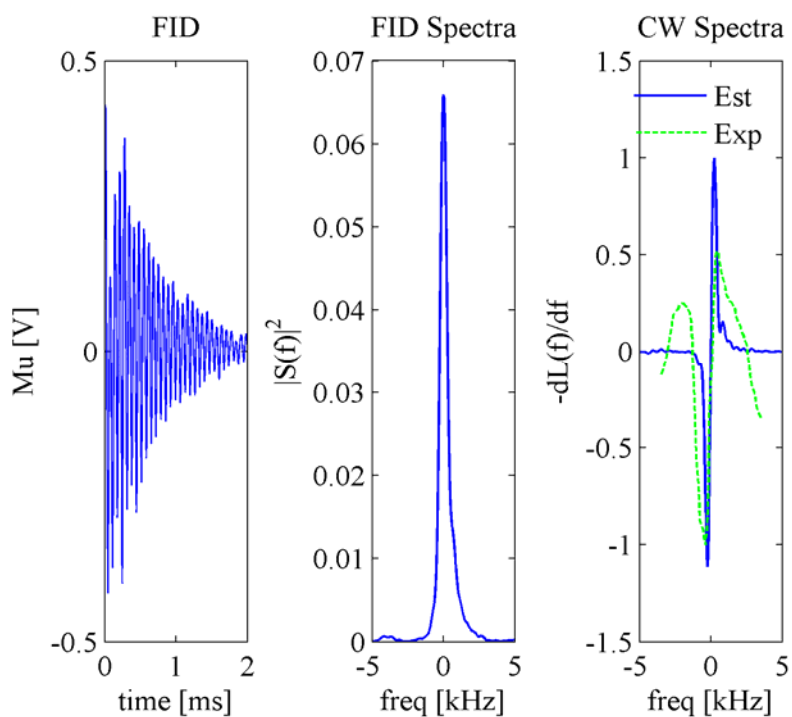 FID
Mu [V]
0.5
0
-0.5
0
1
2
time [ms]
FID Spectra
|S(f)|²
0.07
0.06
0.05
0.04
0.03
0.02
0.01
0
-5
0
5
freq [kHz]
CW Spectra
-dL(f)/df
1.5
1
0.5
0
-0.5
-1
-1.5
-5
0
5
freq [kHz]
Est
Exp